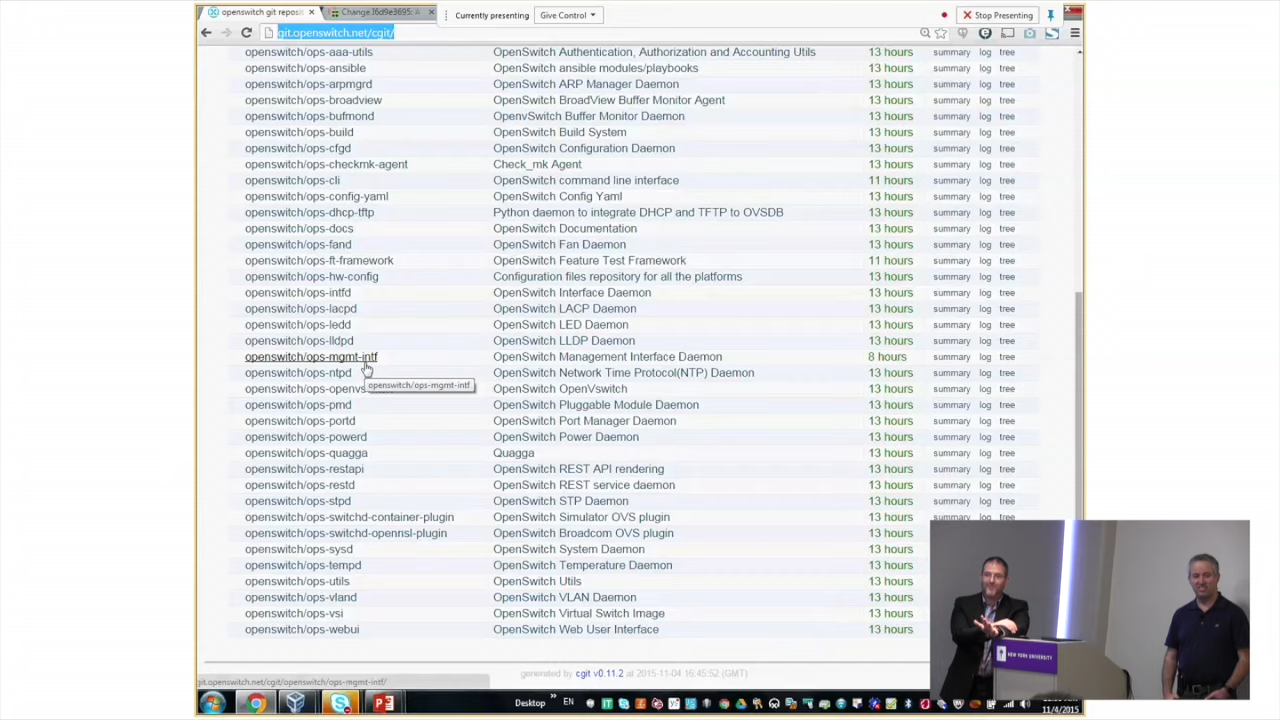 openswitch git reposit
Change I6d9e3695: A
Currently presenting
Give Control
Stop Presenting
git.openswitch.net/cgit/
openswitch/ops-aaa-utils OpenSwitch Authentication, Authorization and Accounting Utils 13 hours summary log tree
openswitch/ops-ansible OpenSwitch ansible modules/playbooks 13 hours summary log tree
openswitch/ops-arpmgrd OpenSwitch ARP Manager Daemon 13 hours summary log tree
openswitch/ops-broadview OpenSwitch BroadView Buffer Monitor Agent 13 hours summary log tree
openswitch/ops-bufmond OpenvSwitch Buffer Monitor Daemon 13 hours summary log tree
openswitch/ops-build OpenSwitch Build System 13 hours summary log tree
openswitch/ops-cfgd OpenSwitch Configuration Daemon 13 hours summary log tree
openswitch/ops-checkmk-agent Check_mk Agent 13 hours summary log tree
openswitch/ops-cli OpenSwitch command line interface 11 hours summary log tree
openswitch/ops-config-yaml OpenSwitch Config Yaml 13 hours summary log tree
openswitch/ops-dhcp-tftp Python daemon to integrate DHCP and TFTP to OVSDB 13 hours summary log tree
openswitch/ops-docs OpenSwitch Documentation 13 hours summary log tree
openswitch/ops-fand OpenSwitch Fan Daemon 13 hours summary log tree
openswitch/ops-ft-framework OpenSwitch Feature Test Framework 11 hours summary log tree
openswitch/ops-hw-config Configuration files repository for all the platforms 13 hours summary log tree
openswitch/ops-intfd OpenSwitch Interface Daemon 13 hours summary log tree
openswitch/ops-lacpd OpenSwitch LACP Daemon 13 hours summary log tree
openswitch/ops-ledd OpenSwitch LED Daemon 13 hours summary log tree
openswitch/ops-lldpd OpenSwitch LLDP Daemon 13 hours summary log tree
openswitch/ops-mgmt-intf OpenSwitch Management Interface Daemon 8 hours summary log tree
openswitch/ops-ntpd OpenSwitch Network Time Protocol(NTP) Daemon 13 hours summary log tree
openswitch/ops-mgmt-intf
openswitch/ops-openvs OpenSwitch OpenVswitch 13 hours summary log tree
openswitch/ops-pmd OpenSwitch Pluggable Module Daemon 13 hours summary log tree
openswitch/ops-portd OpenSwitch Port Manager Daemon 13 hours summary log tree
openswitch/ops-powerd OpenSwitch Power Daemon 13 hours summary log tree
openswitch/ops-quagga Quagga 13 hours summary log tree
openswitch/ops-restapi OpenSwitch REST API rendering 13 hours summary log tree
openswitch/ops-restd OpenSwitch REST service daemon 13 hours summary log tree
openswitch/ops-stpd OpenSwitch STP Daemon 13 hours summary log tree
openswitch/ops-switchd-container-plugin OpenSwitch Simulator OVS plugin 13 hours summary log tree
openswitch/ops-switchd-opennsl-plugin OpenSwitch Broadcom OVS plugin 13 hours
openswitch/ops-sysd OpenSwitch System Daemon 13 hours
openswitch/ops-tempd OpenSwitch Temperature Daemon 13 hours
openswitch/ops-utils OpenSwitch Utils 13 hours
openswitch/ops-vland OpenSwitch VLAN Daemon 13 hours
openswitch/ops-vsi OpenSwitch Virtual Switch Image 13 hours
openswitch/ops-webui OpenSwitch Web User Interface 13 hours
generated by cgit v0.11.2 at 2015-11-04 16:45:52 (GMT)
git.openswitch.net/cgit/openswitch/ops-mgmt-intf/
NEW YORK UNIVERSITY
Desktop
EN
11/4/2015